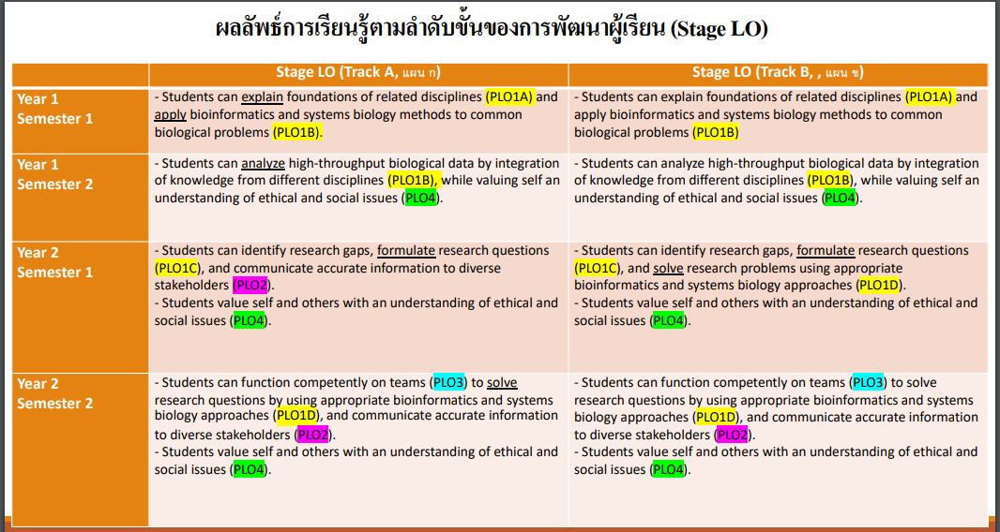 ผลลัพธ์การเรียนรู้ตามลำดับขั้นของการพัฒนาผู้เรียน (Stage LO)
Stage LO (Track A, แผน ก)
Stage LO (Track B, , แผน ข)
Year 1
Semester 1
- Students can explain foundations of related disciplines (PLO1A) and
apply bioinformatics and systems biology methods to common
biological problems (PLO1B).
- Students can explain foundations of related disciplines (PLO1A) and
apply bioinformatics and systems biology methods to common
biological problems (PLO1B)
Year 1
Semester 2
- Students can analyze high-throughput biological data by integration
of knowledge from different disciplines (PLO1B), while valuing self an
understanding of ethical and social issues (PLO4).
- Students can analyze high-throughput biological data by integration
of knowledge from different disciplines (PLO1B), while valuing self an
understanding of ethical and social issues (PLO4).
Year 2
Semester 1
- Students can identify research gaps, formulate research questions
(PLO1C), and communicate accurate information to diverse
stakeholders (PLO2).
- Students value self and others with an understanding of ethical and
social issues (PLO4).
- Students can identify research gaps, formulate research questions
(PLO1C), and solve research problems using appropriate
bioinformatics and systems biology approaches (PLO1D).
- Students value self and others with an understanding of ethical and
social issues (PLO4).
Year 2
Semester 2
- Students can function competently on teams (PLO3) to solve
research questions by using appropriate bioinformatics and systems
biology approaches (PLO1D), and communicate accurate information
to diverse stakeholders (PLO2).
- Students value self and others with an understanding of ethical and
social issues (PLO4).
- Students can function competently on teams (PLO3) to solve
research questions by using appropriate bioinformatics and systems
biology approaches (PLO1D), and communicate accurate information
to diverse stakeholders (PLO2).
- Students value self and others with an understanding of ethical and
social issues (PLO4).